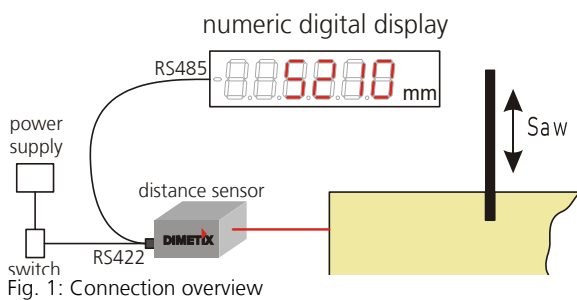 numeric digital display
RS485
5210
mm
power
supply
Saw
distance sensor
DIMETIX
RS422
switch
Fig. 1: Connection overview